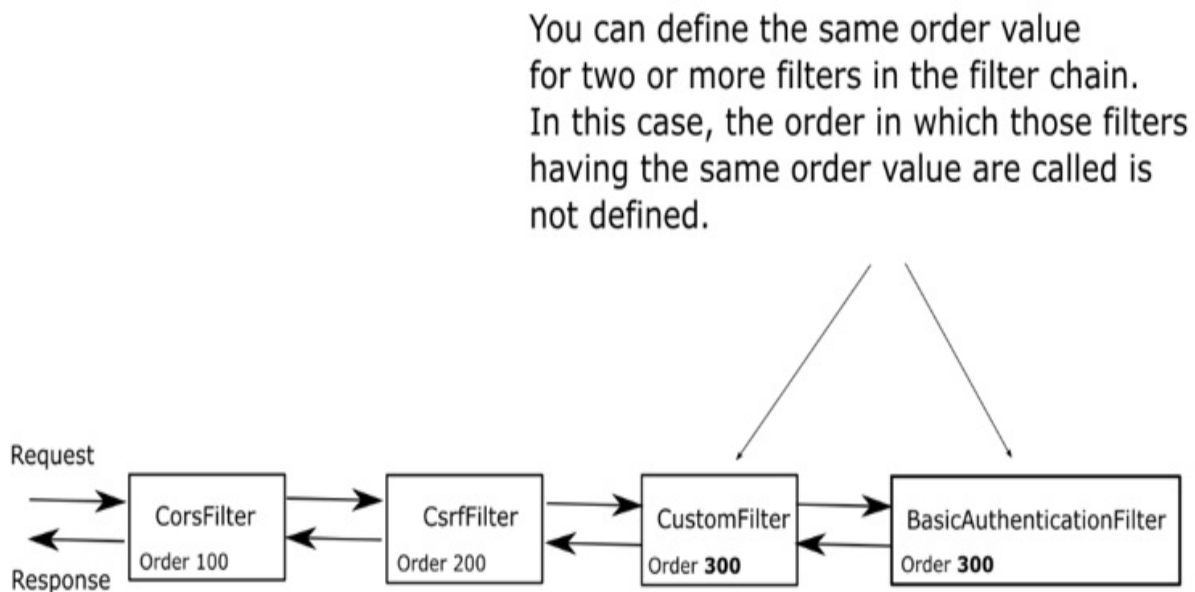 You can define the same order value
for two or more filters in the filter chain.
In this case, the order in which those filters
having the same order value are called is
not defined.
Request
Response
CorsFilter
Order 100
CsrfFilter
Order 200
CustomFilter
Order 300
BasicAuthenticationFilter
Order 300